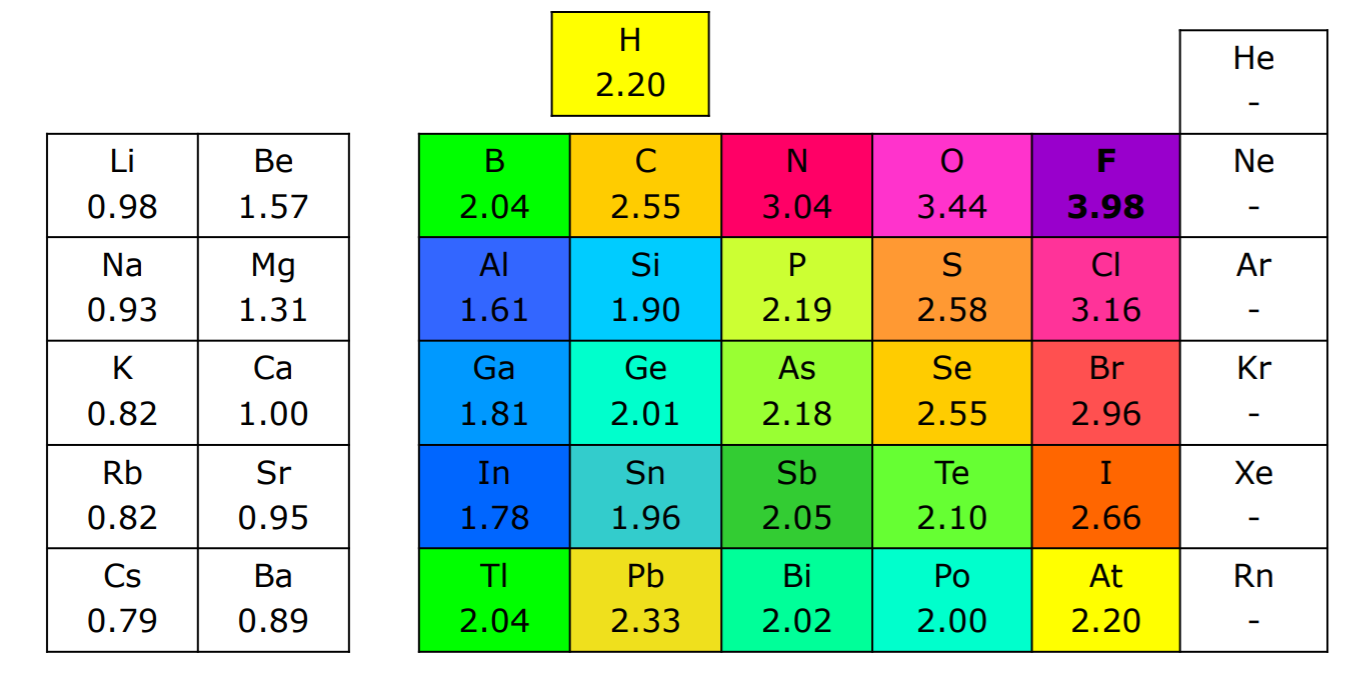 H
2.20
He
-
Li Be B C N O F Ne
0.98 1.57 2.04 2.55 3.04 3.44 3.98 -
Na Mg Al Si P S Cl Ar
0.93 1.31 1.61 1.90 2.19 2.58 3.16 -
K Ca Ga Ge As Se Br Kr
0.82 1.00 1.81 2.01 2.18 2.55 2.96 -
Rb Sr In Sn Sb Te I Xe
0.82 0.95 1.78 1.96 2.05 2.10 2.66 -
Cs Ba Tl Pb Bi Po At Rn
0.79 0.89 2.04 2.33 2.02 2.00 2.20 -